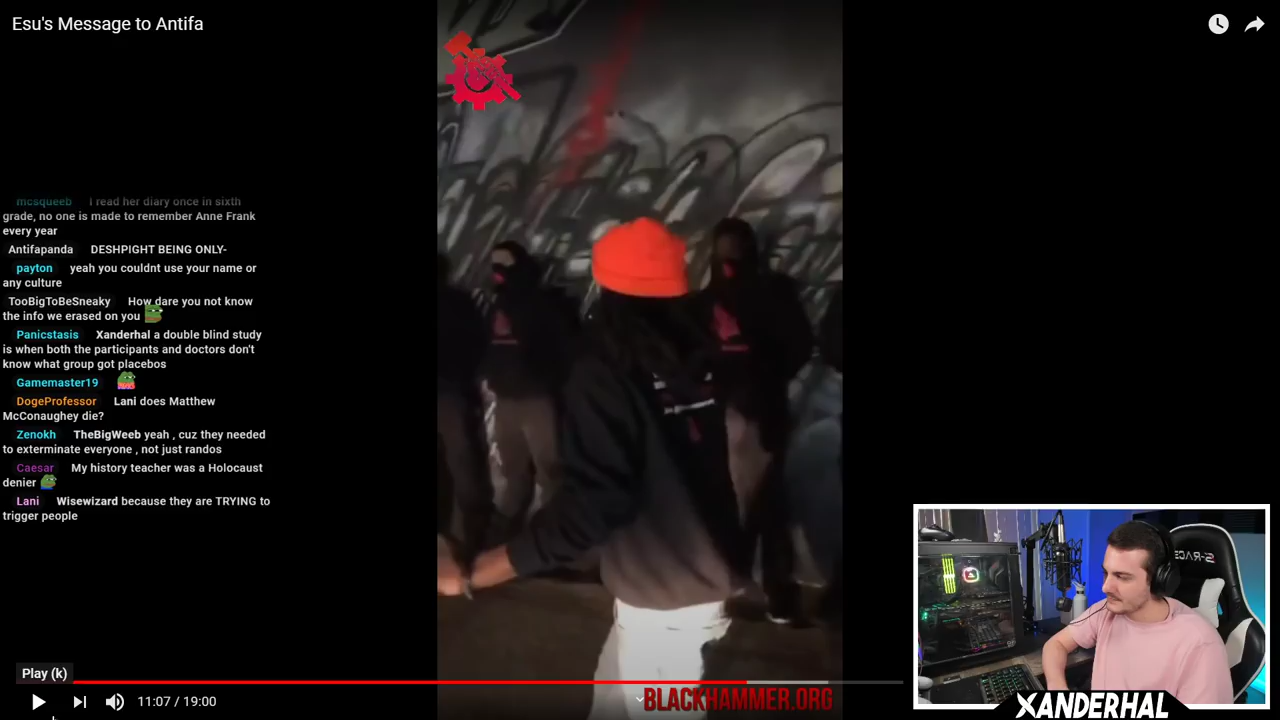 Esu's Message to Antifa
mcsqueeb I read her diary once in sixth
grade, no one is made to remember Anne Frank
every year
Antifapanda DESHPIGHT BEING ONLY-
payton yeah you couldnt use your name or
any culture
TooBigToBeSneaky How dare you not know
the info we erased on you
Panicstasis Xanderhal a double blind study
is when both the participants and doctors don't
know what group got placebos
Gamemaster19
DogeProfessor Lani does Matthew
McConaughey die?
Zenokh TheBigWeeb yeah , cuz they needed
to exterminate everyone , not just randos
Caesar My history teacher was a Holocaust
denier
Lani Wisewizard because they are TRYING to
trigger people
Play (k)
11:07 / 19:00
BLACKHAMMER.ORG
XANDERHAL